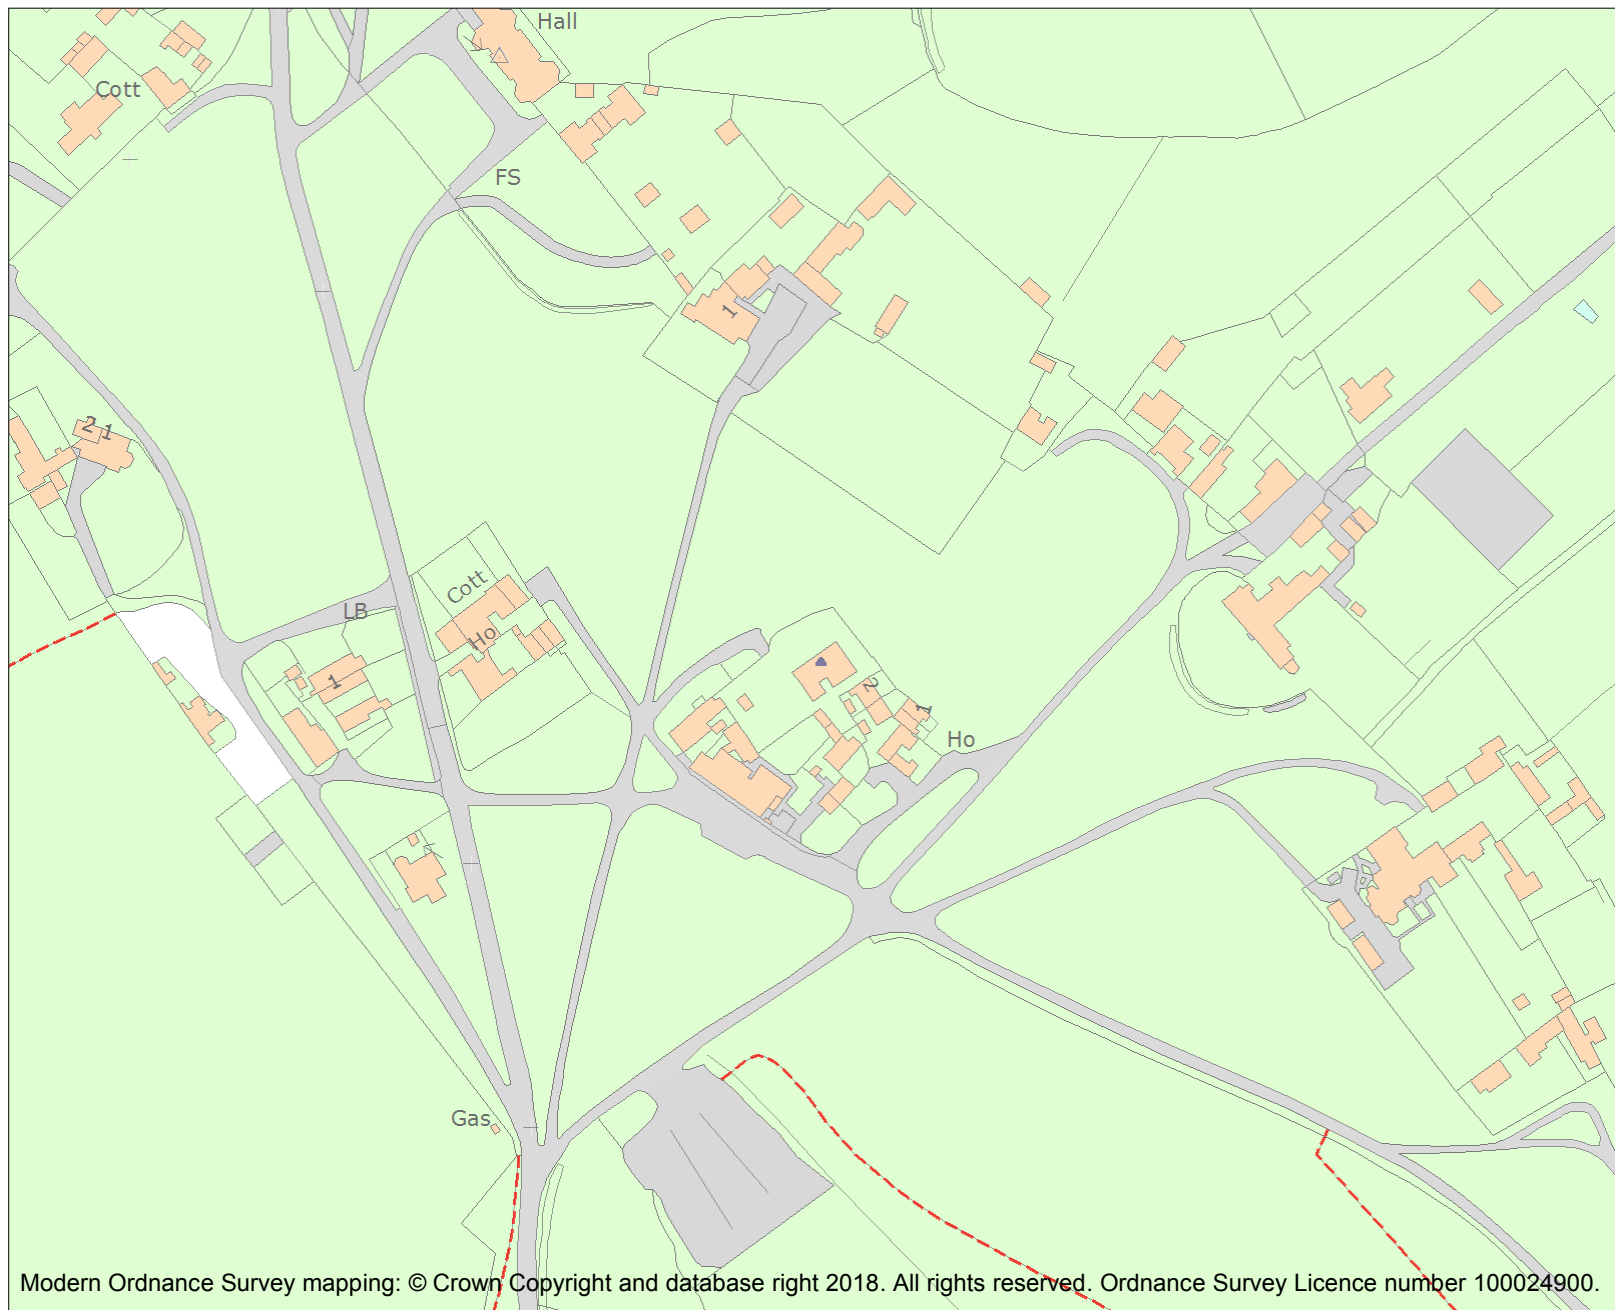 Hall
Cott
FS
1
2 1
Cott
LB
Ho
1
2
1
Ho
Gas
Modern Ordnance Survey mapping: © Crown Copyright and database right 2018. All rights reserved. Ordnance Survey Licence number 100024900.